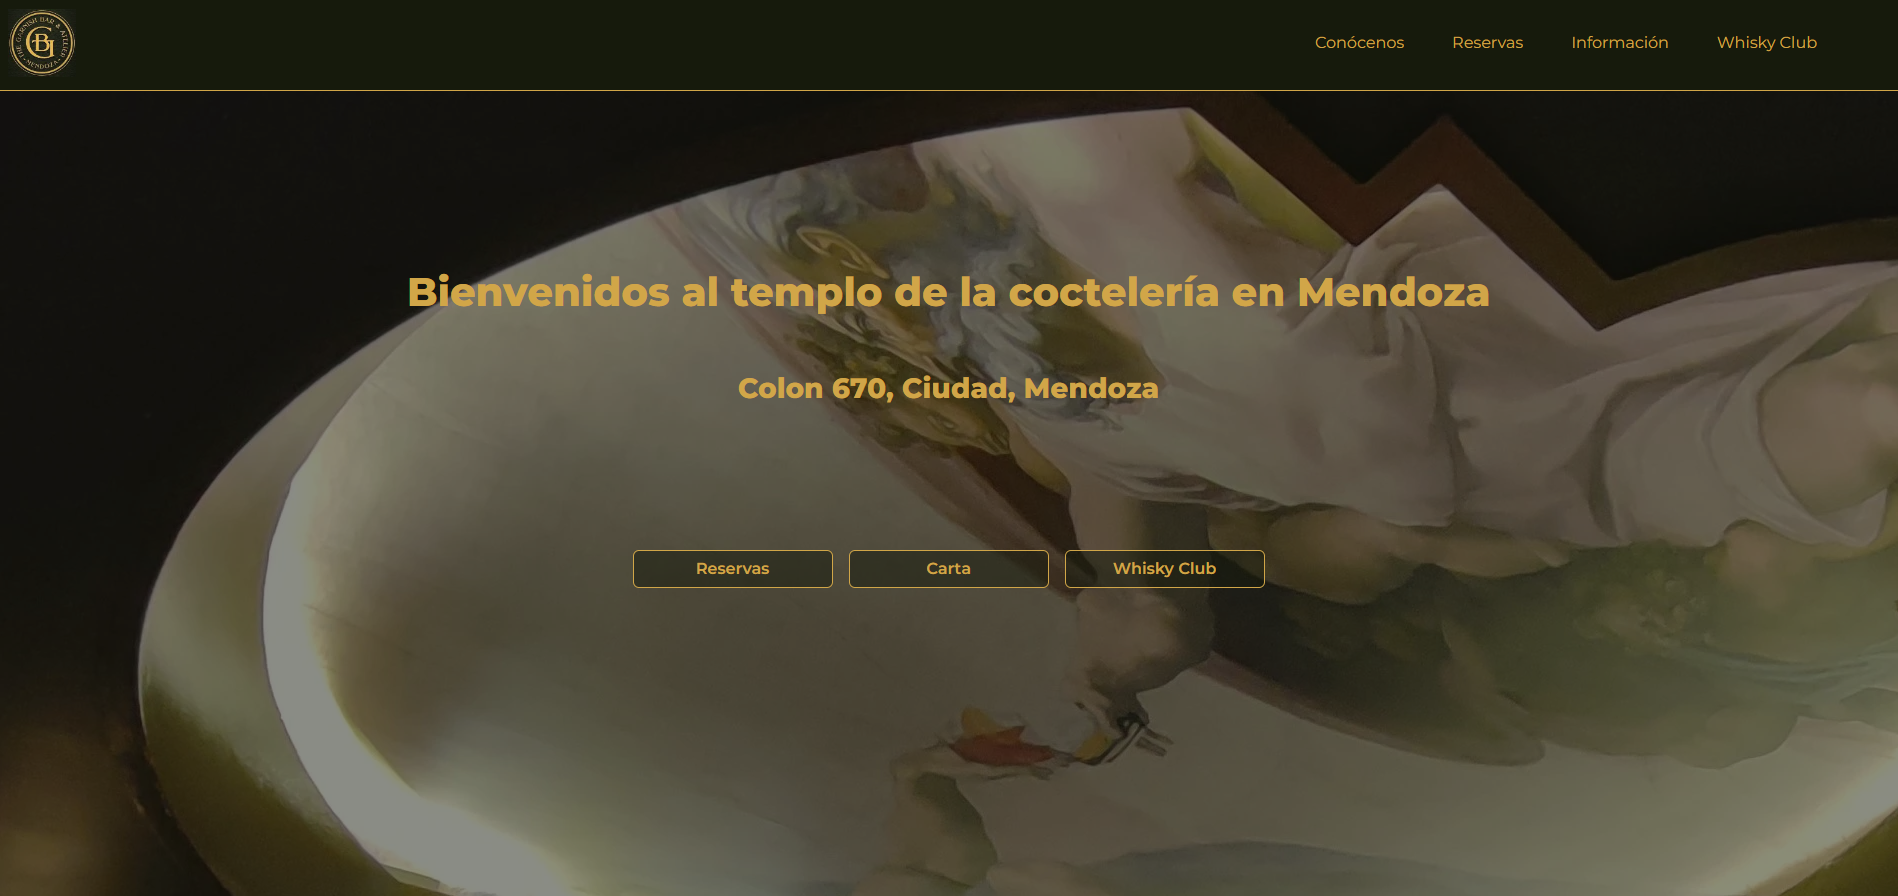 THE GARNISH BAR & ATELIER
GB
MENDOZA
Conócenos
Reservas
Información
Whisky Club
Bienvenidos al templo de la coctelería en Mendoza
Colon 670, Ciudad, Mendoza
Reservas
Carta
Whisky Club